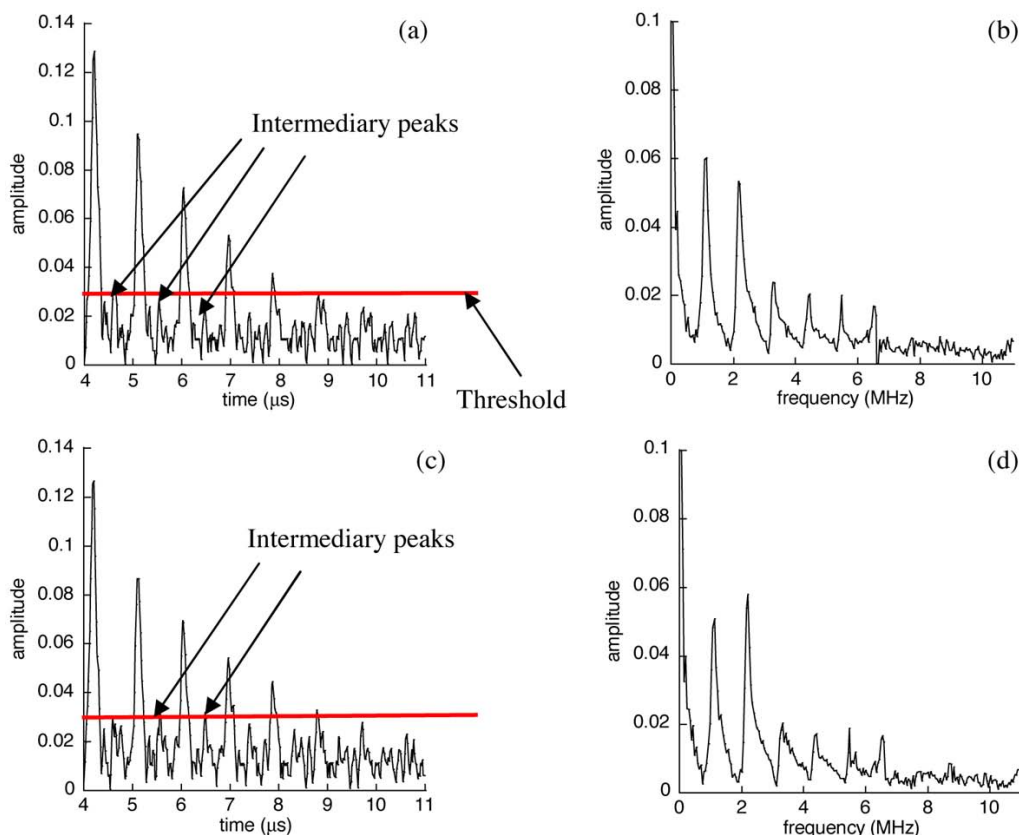 (a)
0.14
0.12
0.1
0.08
0.06
0.04
0.02
0
amplitude
Intermediary peaks
4 5 6 7 8 9 10 11
time (μs)
Threshold
(b)
0.1
0.08
0.06
0.04
0.02
0
amplitude
0 2 4 6 8 10
frequency (MHz)
(c)
0.14
0.12
0.1
0.08
0.06
0.04
0.02
0
amplitude
Intermediary peaks
4 5 6 7 8 9 10 11
time (μs)
(d)
0.1
0.08
0.06
0.04
0.02
0
amplitude
0 2 4 6 8 10
frequency (MHz)